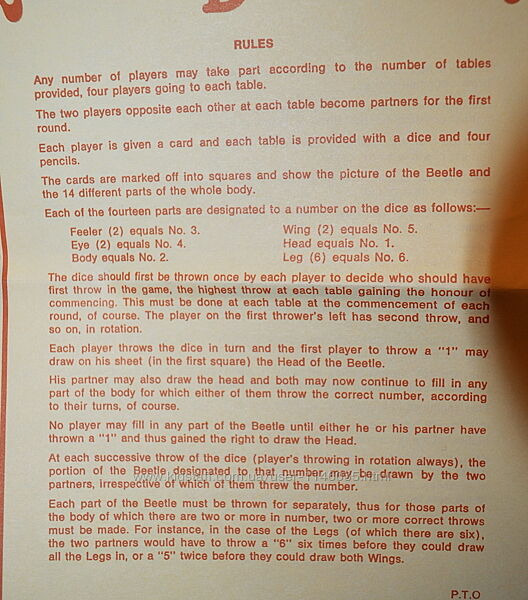 RULES
Any number of players may take part according to the number of tables
provided, four players going to each table.
The two players opposite each other at each table become partners for the first
round.
Each player is given a card and each table is provided with a dice and four
pencils.
The cards are marked off into squares and show the picture of the Beetle and
the 14 different parts of the whole body.
Each of the fourteen parts are designated to a number on the dice as follows:—
Feeler (2) equals No. 3. Wing (2) equals No. 5.
Eye (2) equals No. 4. Head equals No. 1.
Body equals No. 2. Leg (6) equals No. 6.
The dice should first be thrown once by each player to decide who should have
first throw in the game, the highest throw at each table gaining the honour of
commencing. This must be done at each table at the commencement of each
round, of course. The player on the first thrower's left has second throw, and
so on, in rotation.
Each player throws the dice in turn and the first player to throw a "1" may
draw on his sheet (in the first square) the Head of the Beetle.
His partner may also draw the head and both may now continue to fill in any
part of the body for which either of them throw the correct number, according
to their turns, of course.
No player may fill in any part of the Beetle until either he or his partner have
thrown a "1" and thus gained the right to draw the Head.
At each successive throw of the dice (player's throwing in rotation always), the
portion of the Beetle designated to that number may be drawn by the two
partners, irrespective of which of them threw the number.
Each part of the Beetle must be thrown for separately, thus for those parts of
the body of which there are two or more in number, two or more correct throws
must be made. For instance, in the case of the Legs (of which there are six),
the two partners would have to throw a "6" six times before they could draw
all the Legs in, or a "5" twice before they could draw both Wings.
P.T.O